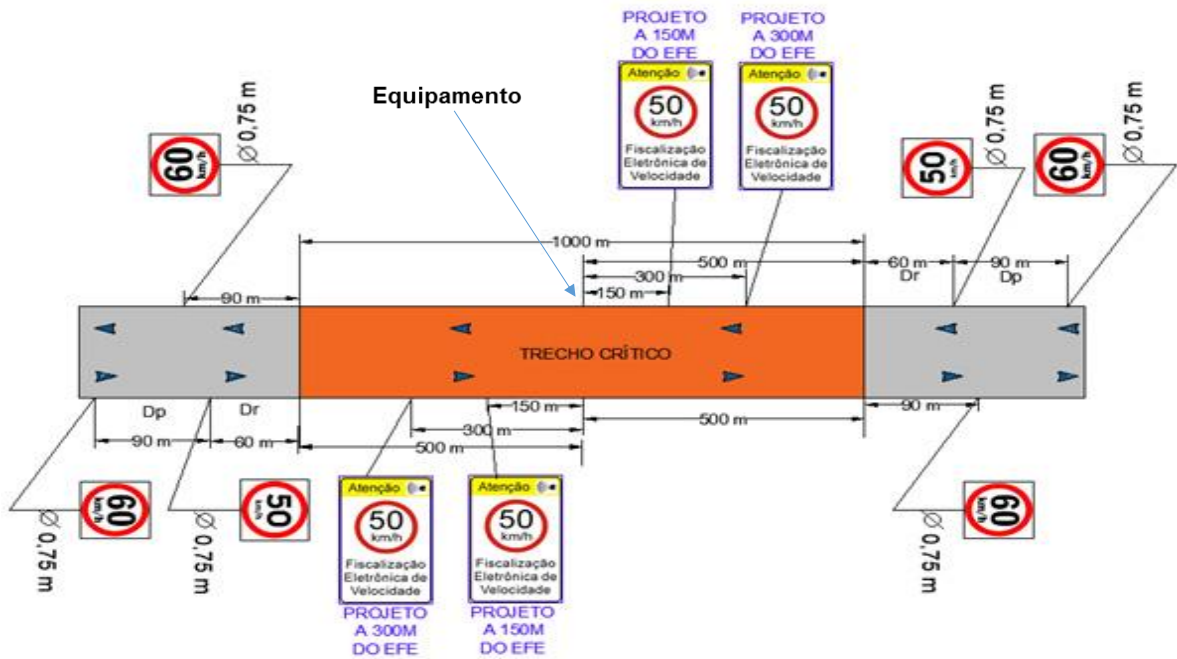 PROJETO
A 150M
DO EFE
PROJETO
A 300M
DO EFE
Atenção
50
km/h
Fiscalização
Eletrônica de
Velocidade
Atenção
50
km/h
Fiscalização
Eletrônica de
Velocidade
Equipamento
60
km/h
Ø 0,75 m
50
km/h
Ø 0,75 m
60
km/h
Ø 0,75 m
1000 m
500 m
60 m
90 m
300 m
Dr
Dp
150 m
90 m
TRECHO CRÍTICO
Dp
Dr
150 m
90 m
300 m
500 m
90 m
60 m
500 m
60
km/h
Ø 0,75 m
50
km/h
Ø 0,75 m
Atenção
50
km/h
Fiscalização
Eletrônica de
Velocidade
PROJETO
A 300M
DO EFE
Atenção
50
km/h
Fiscalização
Eletrônica de
Velocidade
PROJETO
A 150M
DO EFE
60
km/h
Ø 0,75 m